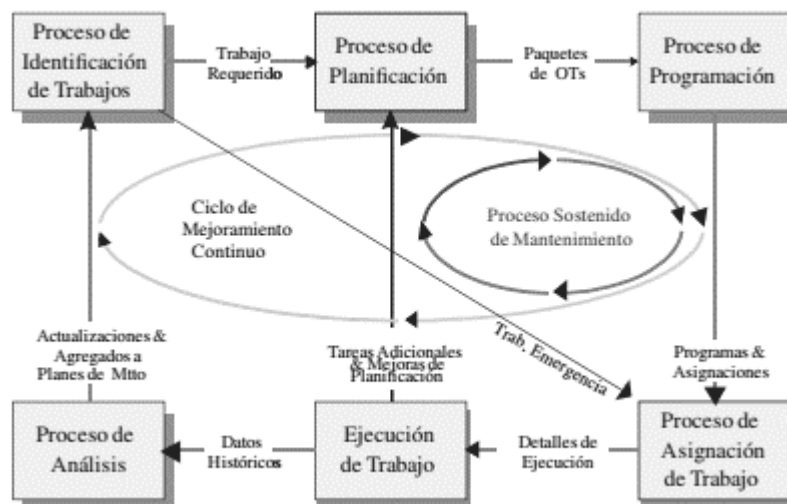 Proceso de
Identificación
de Trabajos
Trabajo
Requerido
Proceso de
Planificación
Paquetes
de OTs
Proceso de
Programación
Ciclo de
Mejoramiento
Continuo
Proceso Sostenido
de Mantenimiento
Actualizaciones &
Agregados a
Planes de Mtto
Tareas Adicionales
& Mejoras de
Planificación
Trab. Emergencia
Programas &
Asignaciones
Proceso de
Análisis
Datos
Históricos
Ejecución
de Trabajo
Detalles de
Ejecución
Proceso de
Asignación
de Trabajo